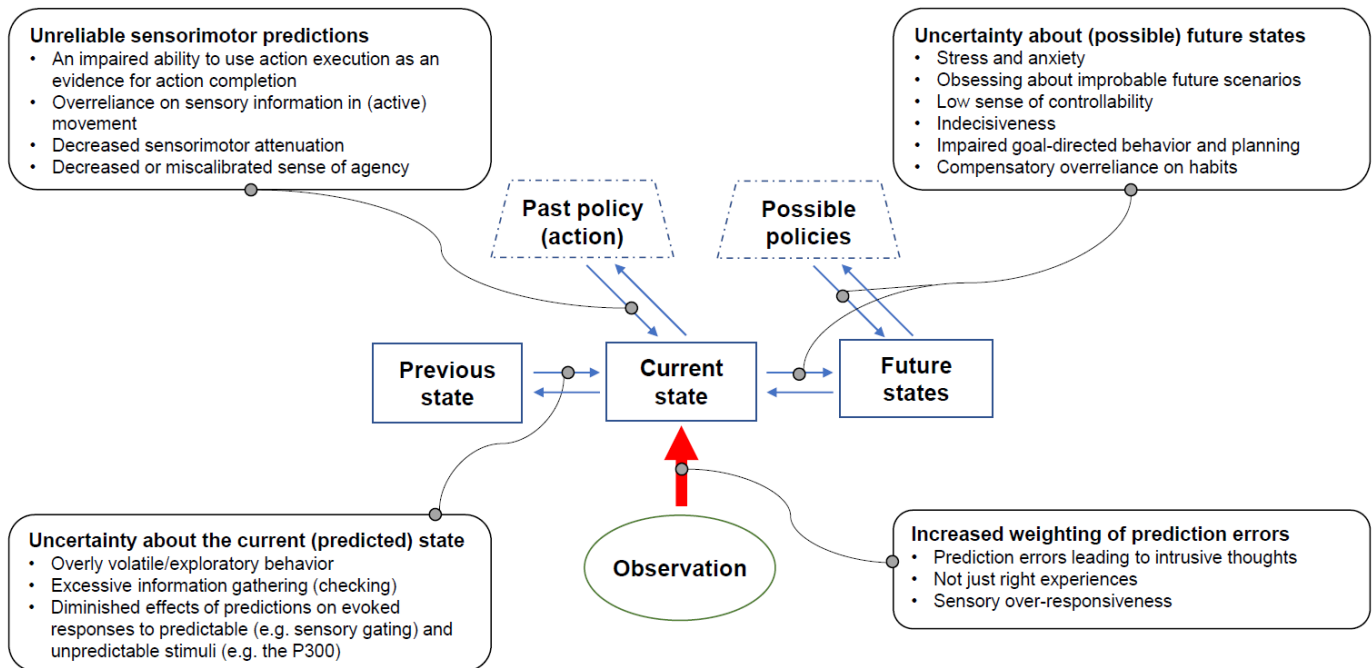 Unreliable sensorimotor predictions
• An impaired ability to use action execution as an
evidence for action completion
• Overreliance on sensory information in (active)
movement
• Decreased sensorimotor attenuation
• Decreased or miscalibrated sense of agency
Uncertainty about (possible) future states
• Stress and anxiety
• Obsessing about improbable future scenarios
• Low sense of controllability
• Indecisiveness
• Impaired goal-directed behavior and planning
• Compensatory overreliance on habits
Past policy
(action)
Possible
policies
Previous
state
Current
state
Future
states
Observation
Uncertainty about the current (predicted) state
• Overly volatile/exploratory behavior
• Excessive information gathering (checking)
• Diminished effects of predictions on evoked
responses to predictable (e.g. sensory gating) and
unpredictable stimuli (e.g. the P300)
Increased weighting of prediction errors
• Prediction errors leading to intrusive thoughts
• Not just right experiences
• Sensory over-responsiveness